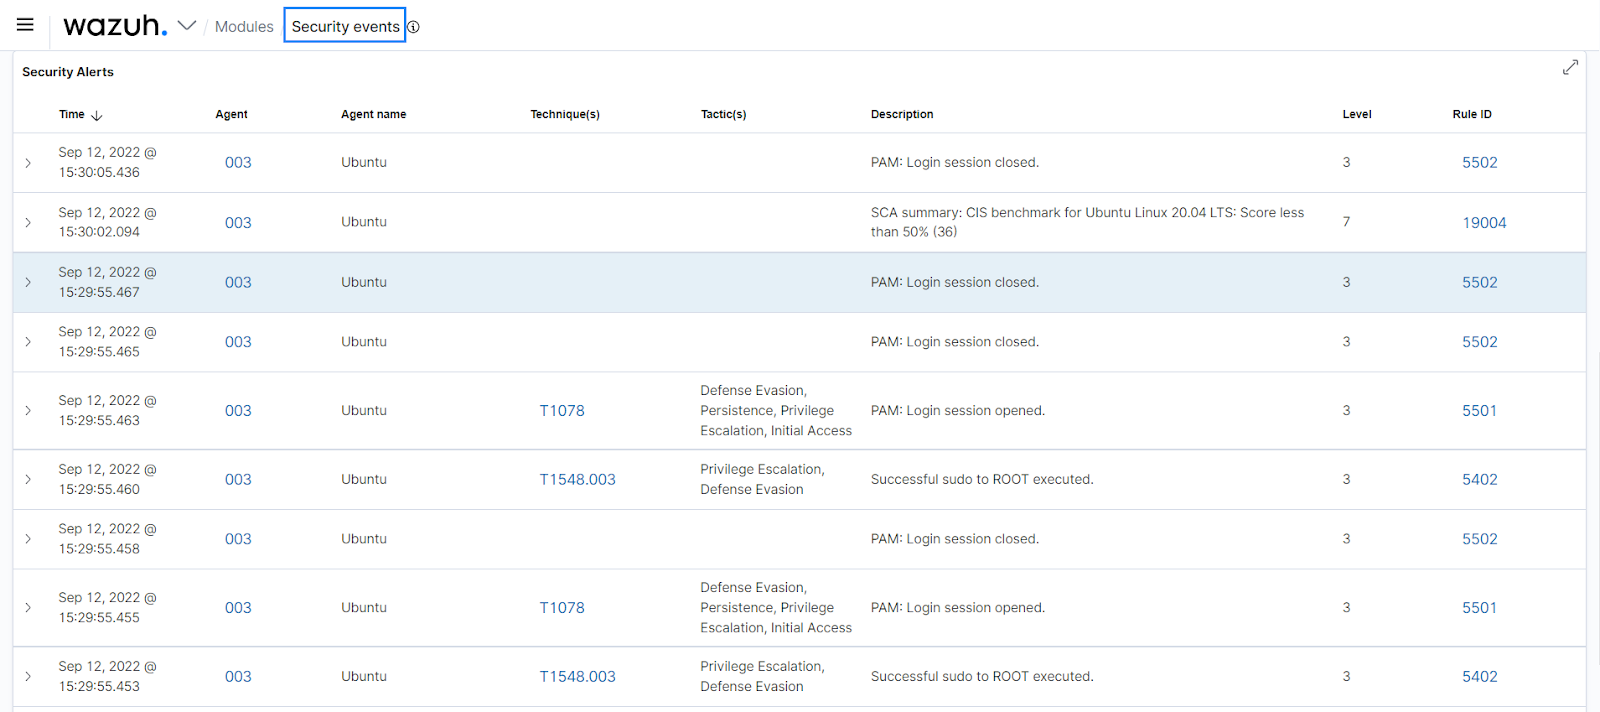 wazuh. / Modules Security events
Security Alerts
Time Agent Agent name Technique(s) Tactic(s) Description Level Rule ID
Sep 12, 2022 @
15:30:05.436
003 Ubuntu PAM: Login session closed. 3 5502
Sep 12, 2022 @
15:30:02.094
003 Ubuntu
SCA summary: CIS benchmark for Ubuntu Linux 20.04 LTS: Score less
than 50% (36)
7 19004
Sep 12, 2022 @
15:29:55.467
003 Ubuntu PAM: Login session closed. 3 5502
Sep 12, 2022 @
15:29:55.465
003 Ubuntu PAM: Login session closed. 3 5502
Sep 12, 2022 @
15:29:55.463
003 Ubuntu T1078
Defense Evasion,
Persistence, Privilege
Escalation, Initial Access
PAM: Login session opened. 3 5501
Sep 12, 2022 @
15:29:55.460
003 Ubuntu T1548.003
Privilege Escalation,
Defense Evasion
Successful sudo to ROOT executed. 3 5402
Sep 12, 2022 @
15:29:55.458
003 Ubuntu PAM: Login session closed. 3 5502
Sep 12, 2022 @
15:29:55.455
003 Ubuntu T1078
Defense Evasion,
Persistence, Privilege
Escalation, Initial Access
PAM: Login session opened. 3 5501
Sep 12, 2022 @
15:29:55.453
003 Ubuntu T1548.003
Privilege Escalation,
Defense Evasion
Successful sudo to ROOT executed. 3 5402